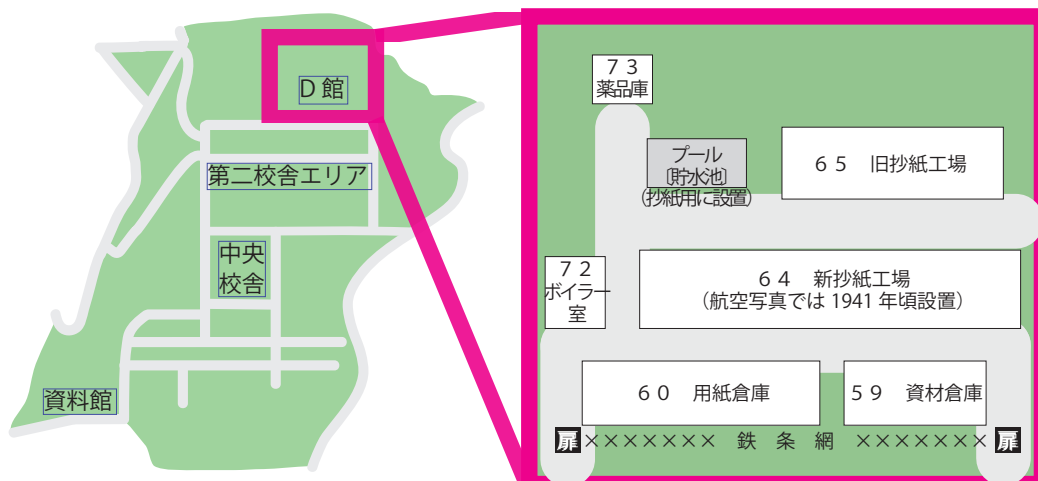 D 館
第二校舎エリア
中央
校舎
資料館
７３
薬品庫
プール
〔貯水池〕
(抄紙用に設置)
６５　旧抄紙工場
７２
ボイラー
室
６４　新抄紙工場
（航空写真では 1941 年頃設置）
６０　用紙倉庫
５９　資材倉庫
扉 ××××××× 鉄 条 網 ××××××× 扉